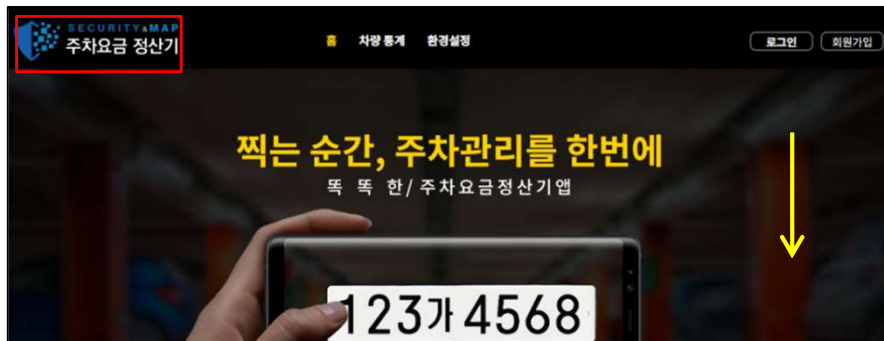 SECURITY&MAP
주차요금 정산기
홈 차량 통계 환경설정
로그인 회원가입
찍는 순간, 주차관리를 한번에
똑 똑 한/ 주차요금정산기앱
123가 4568